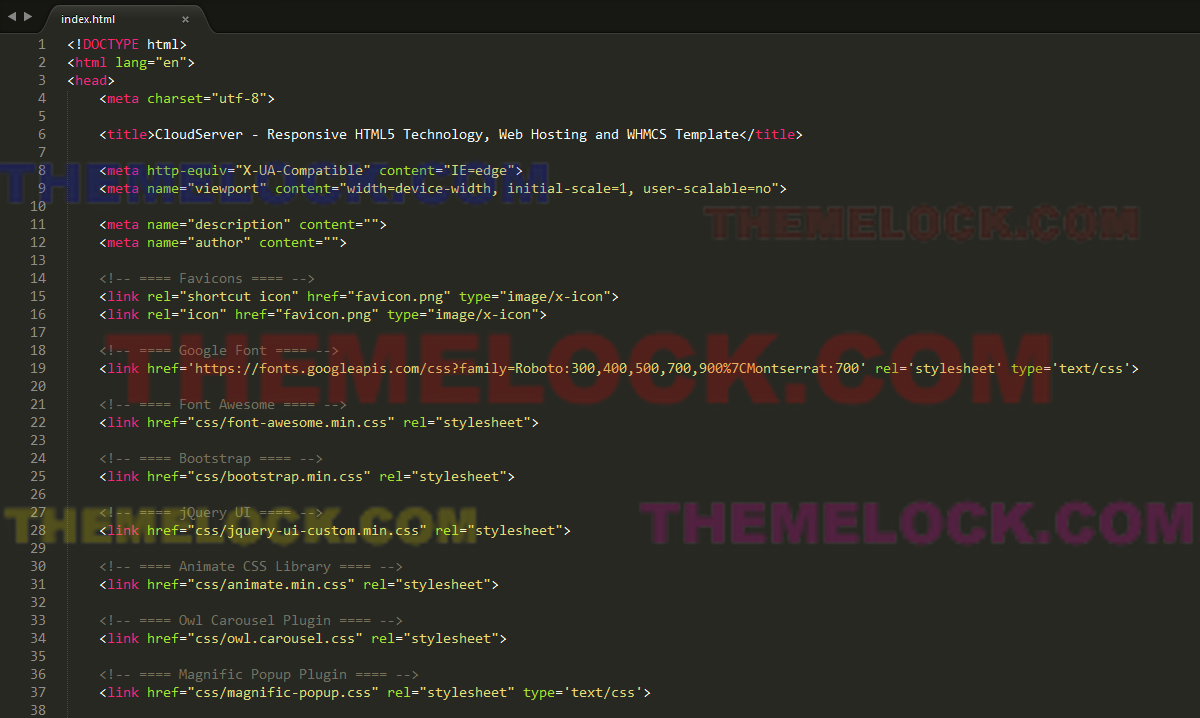 index.html ×
1 <!DOCTYPE html>
2 <html lang="en">
3 <head>
4 <meta charset="utf-8">
5
6 <title>CloudServer - Responsive HTML5 Technology, Web Hosting and WHMCS Template</title>
7
8 <meta http-equiv="X-UA-Compatible" content="IE=edge">
THEMELOCK.COM
9 <meta name="viewport" content="width=device-width, initial-scale=1, user-scalable=no">
10
11 <meta name="description" content="">
THEMELOCK.COM
12 <meta name="author" content="">
13
14 <!-- ==== Favicons ==== -->
15 <link rel="shortcut icon" href="favicon.png" type="image/x-icon">
16 <link rel="icon" href="favicon.png" type="image/x-icon">
17
18 <!-- ==== Google Font ==== -->
19 <link href='https://fonts.googleapis.com/css?family=Roboto:300,400,500,700,900%7CMontserrat:700' rel='stylesheet' type='text/css'>
THEMELOCK.COM
20
21 <!-- ==== Font Awesome ==== -->
22 <link href="css/font-awesome.min.css" rel="stylesheet">
23
24 <!-- ==== Bootstrap ==== -->
25 <link href="css/bootstrap.min.css" rel="stylesheet">
26
27 <!-- ==== jQuery UI ==== -->
THEMELOCK.COM
THEMELOCK.COM
28 <link href="css/jquery-ui-custom.min.css" rel="stylesheet">
29
30 <!-- ==== Animate CSS Library ==== -->
31 <link href="css/animate.min.css" rel="stylesheet">
32
33 <!-- ==== Owl Carousel Plugin ==== -->
34 <link href="css/owl.carousel.css" rel="stylesheet">
35
36 <!-- ==== Magnific Popup Plugin ==== -->
37 <link href="css/magnific-popup.css" rel="stylesheet" type='text/css'>
38